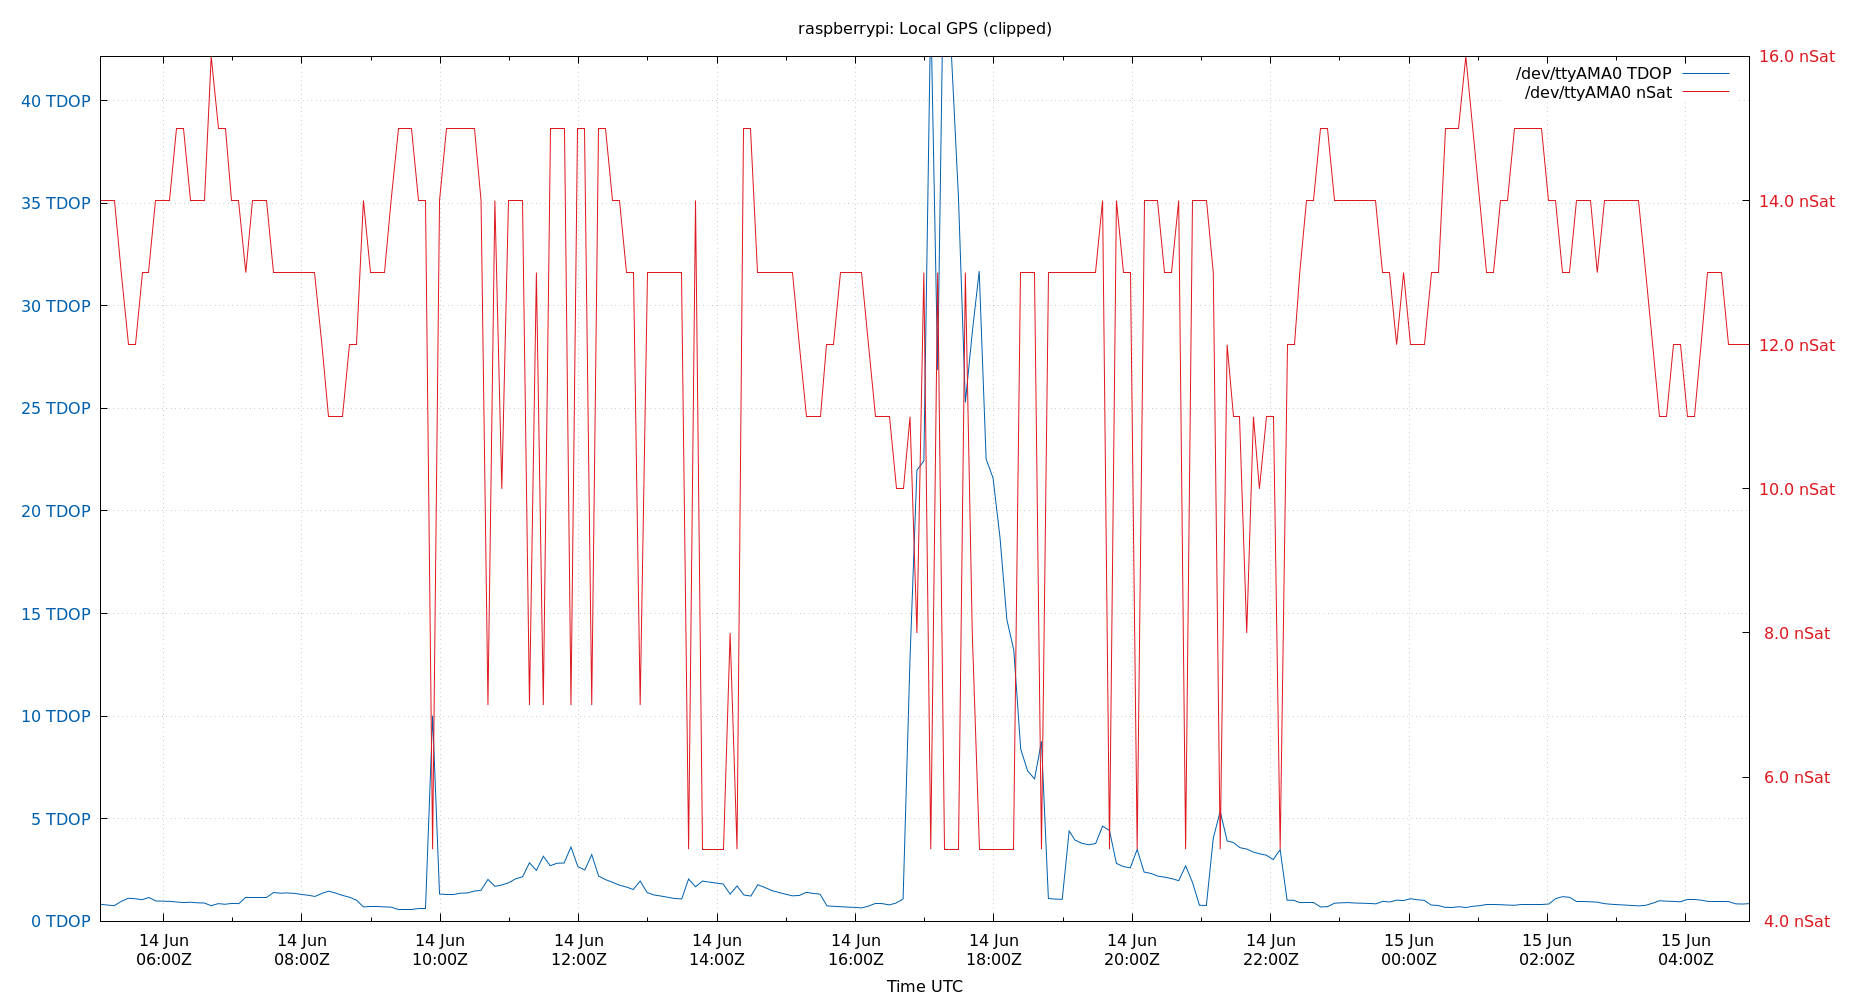 raspberrypi: Local GPS (clipped)
/dev/ttyAMA0 TDOP
/dev/ttyAMA0 nSat
40 TDOP
35 TDOP
30 TDOP
25 TDOP
20 TDOP
15 TDOP
10 TDOP
5 TDOP
0 TDOP
16.0 nSat
14.0 nSat
12.0 nSat
10.0 nSat
8.0 nSat
6.0 nSat
4.0 nSat
14 Jun 14 Jun 14 Jun 14 Jun 14 Jun 14 Jun 14 Jun 14 Jun 14 Jun 15 Jun 15 Jun 15 Jun
06:00Z 08:00Z 10:00Z 12:00Z 14:00Z 16:00Z 18:00Z 20:00Z 22:00Z 00:00Z 02:00Z 04:00Z
Time UTC